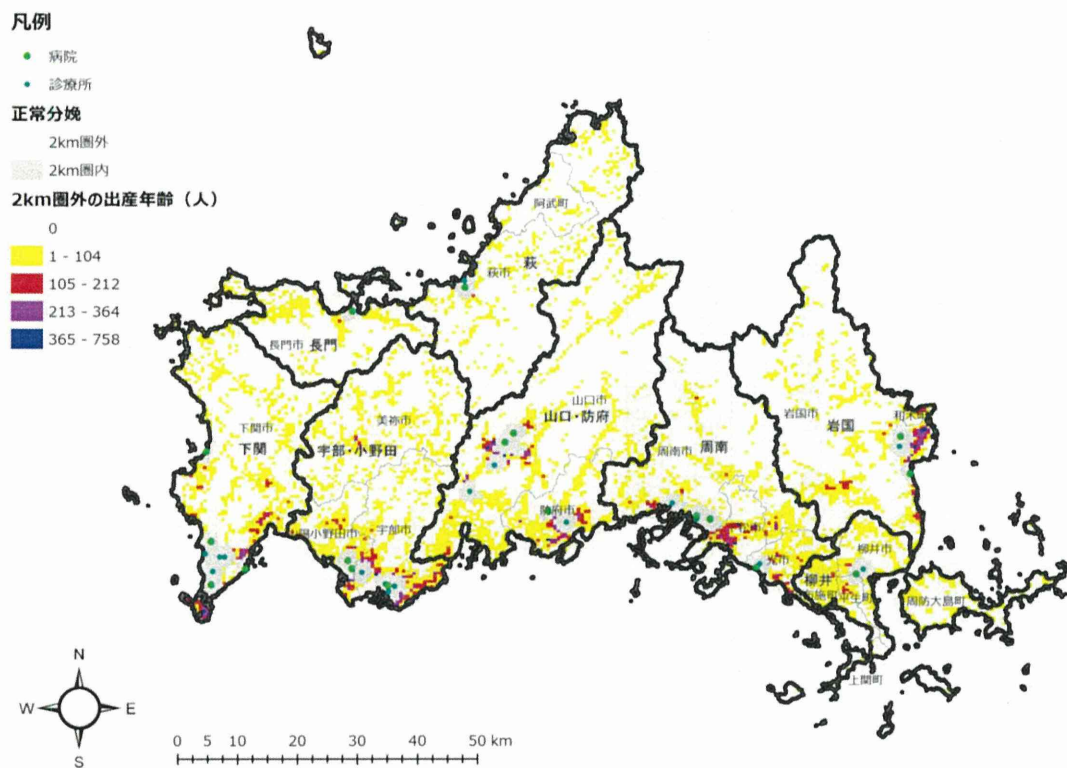 凡例
病院
診療所
正常分娩
2km圏外
2km圏内
2km圏外の出産年齢（人）
0
1 - 104
105 - 212
213 - 364
365 - 758
阿武町
萩市
萩
長門市
長門
美祢市
山口市
山口・防府
岩国市
和木町
岩国
下関市
下関
宇部・小野田
周南市
周南
防府市
宇部市
光市
柳井市
柳井
平生町
周防大島町
上関町
N
W
E
S
0 5 10 20 30 40 50 km